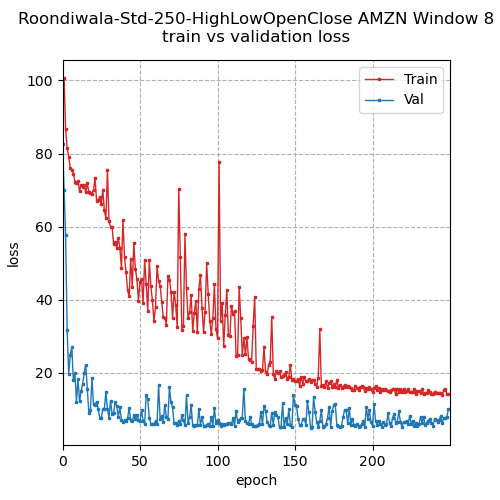 Roondiwala-Std-250-HighLowOpenClose AMZN Window 8
train vs validation loss
100
80
60
40
20
loss
Train
Val
0 50 100 150 200
epoch